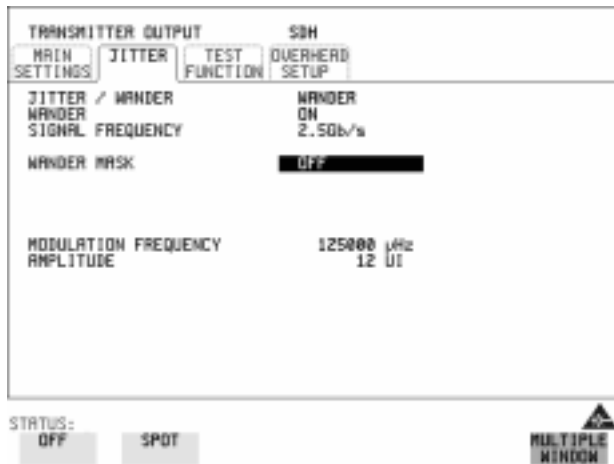 TRANSMITTER OUTPUT SDH
MAIN SETTINGS
JITTER
TEST FUNCTION
OVERHEAD SETUP
JITTER / WANDER WANDER
WANDER ON
SIGNAL FREQUENCY 2.5Gb/s
WANDER MASK OFF
MODULATION FREQUENCY 125000 µHz
AMPLITUDE 12 UI
STATUS:
OFF SPOT MULTIPLE WINDOW